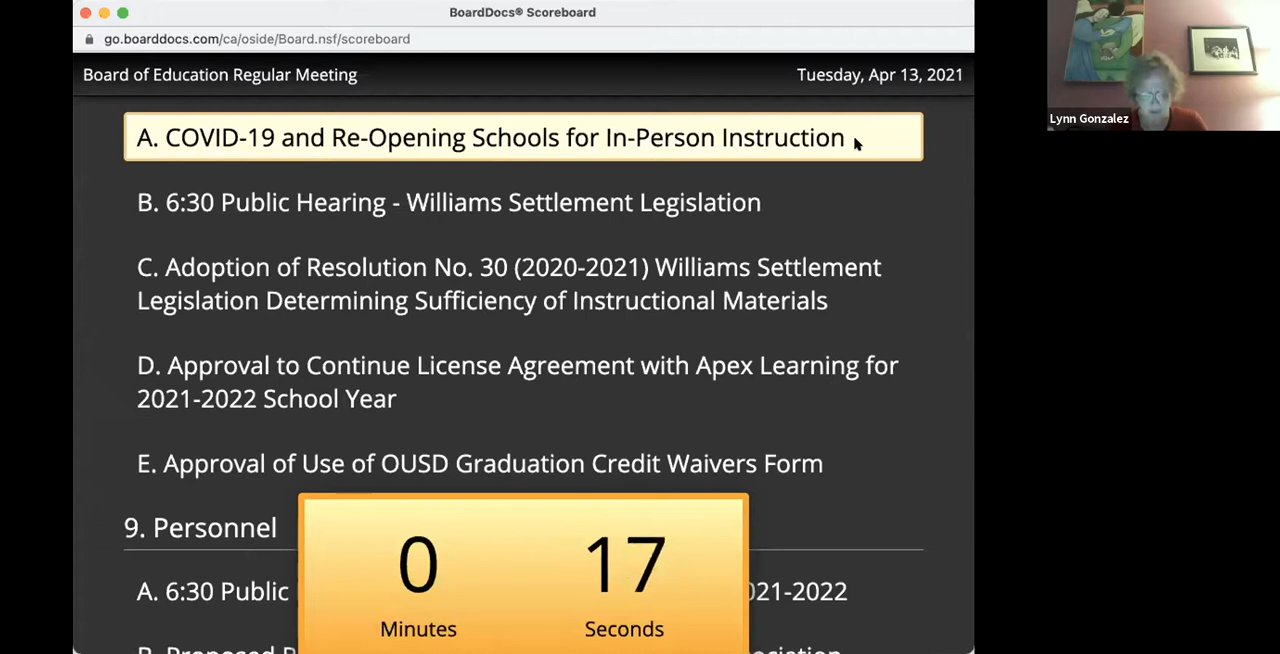 BoardDocs® Scoreboard
go.boarddocs.com/ca/oside/Board.nsf/scoreboard
Board of Education Regular Meeting
Tuesday, Apr 13, 2021
A. COVID-19 and Re-Opening Schools for In-Person Instruction
B. 6:30 Public Hearing - Williams Settlement Legislation
C. Adoption of Resolution No. 30 (2020-2021) Williams Settlement
Legislation Determining Sufficiency of Instructional Materials
D. Approval to Continue License Agreement with Apex Learning for
2021-2022 School Year
E. Approval of Use of OUSD Graduation Credit Waivers Form
9. Personnel
A. 6:30 Public
021-2022
0
17
Minutes
Seconds
Lynn Gonzalez